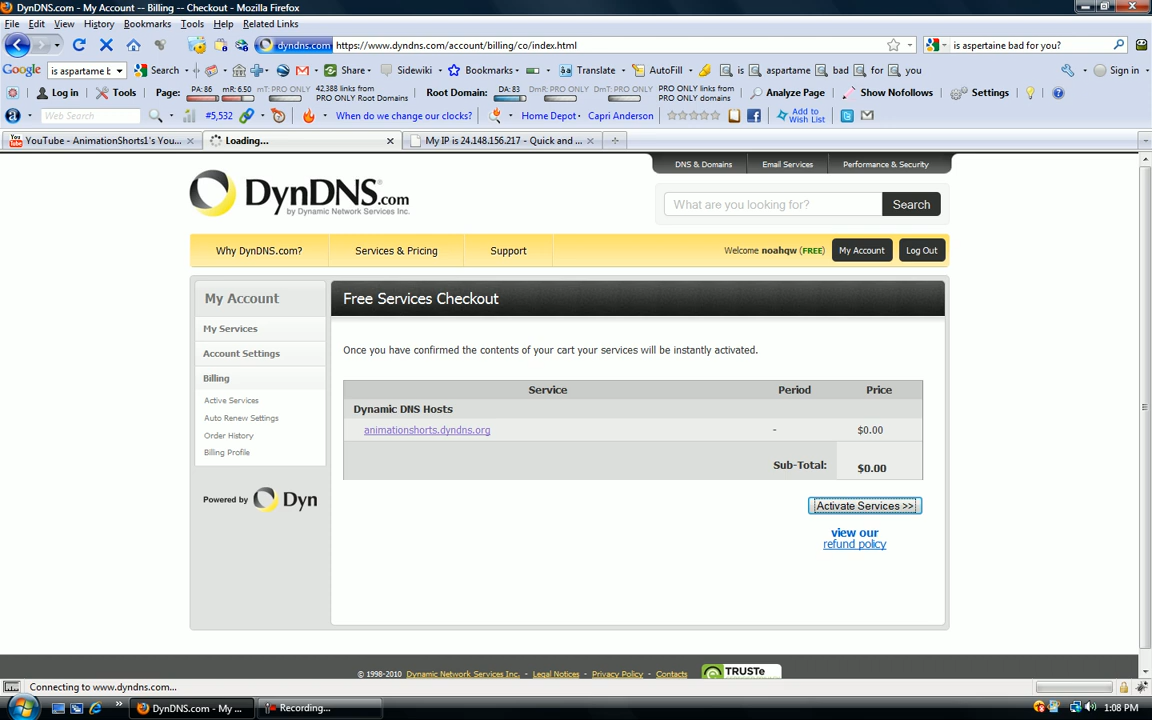 DynDNS.com - My Account -- Billing -- Checkout - Mozilla Firefox
File Edit View History Bookmarks Tools Help Related Links
dyndns.com https://www.dyndns.com/account/billing/co/index.html is aspertaine bad for you?
Google is aspartame b Search Share Sidewiki Bookmarks Translate AutoFill is aspartame bad for you Sign in
Log in Tools Page: PA: 86 mR: 6.50 mT: PRO ONLY 42,388 links from PRO ONLY Root Domains Root Domain: DA: 83 DmR: PRO ONLY DmT: PRO ONLY PRO ONLY links from PRO ONLY domains Analyze Page Show Nofollows Settings
Web Search #5,532 When do we change our clocks? Home Depot Capri Anderson Add to Wish List
YouTube - AnimationShorts1's You... Loading... My IP is 24.148.156.217 - Quick and ...
DNS & Domains Email Services Performance & Security
DynDNS.com
by Dynamic Network Services Inc.
What are you looking for? Search
Why DynDNS.com? Services & Pricing Support Welcome noahqw (FREE) My Account Log Out
My Account
My Services
Account Settings
Billing
Active Services
Auto Renew Settings
Order History
Billing Profile
Powered by Dyn
Free Services Checkout
Once you have confirmed the contents of your cart your services will be instantly activated.
Service Period Price
Dynamic DNS Hosts
animationshorts.dyndns.org - $0.00
Sub-Total: $0.00
Activate Services >>
view our
refund policy
© 1998-2010 Dynamic Network Services Inc. - Legal Notices - Privacy Policy - Contacts TRUSTe
Connecting to www.dyndns.com...
DynDNS.com - My ... Recording... 1:08 PM